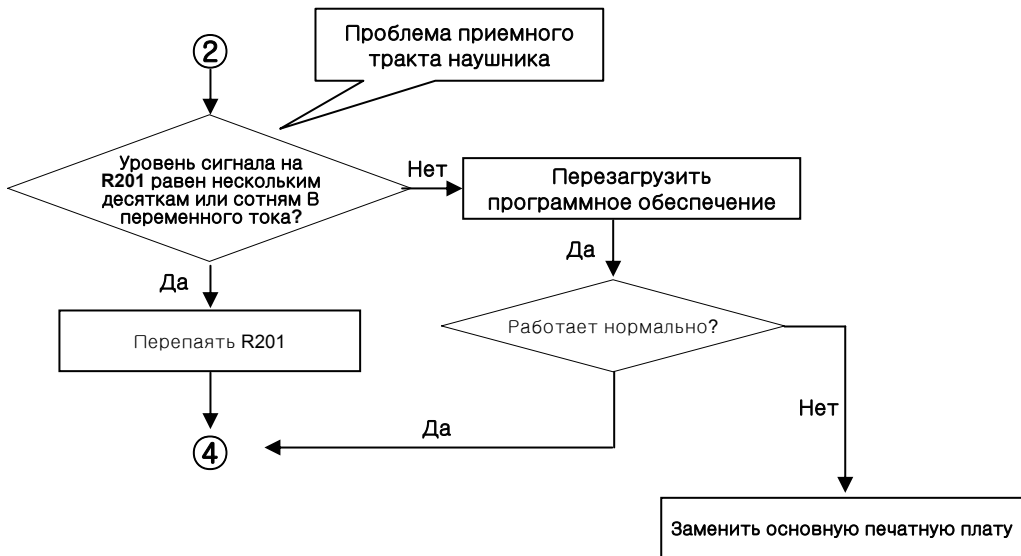 ②
Проблема приемного
тракта наушника
Уровень сигнала на
R201 равен нескольким
десяткам или сотням В
переменного тока?
Нет
Перезагрузить
программное обеспечение
Да
Да
Перепаять R201
Работает нормально?
Нет
Да
④
Заменить основную печатную плату